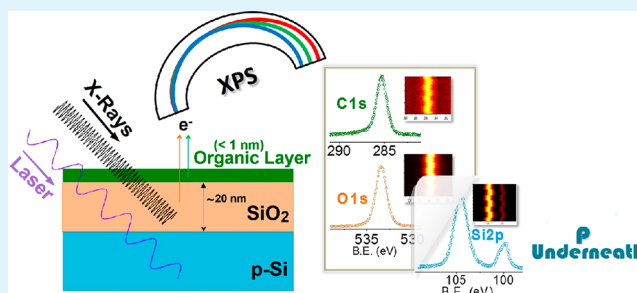 XPS
X-Rays
Laser
e-
(< 1 nm)
Organic Layer
~20 nm
SiO2
p-Si
C1s
290 285
O1s
535 530
B.E. (eV)
Si2p
105 100
B.E. (eV)
p
Underneath